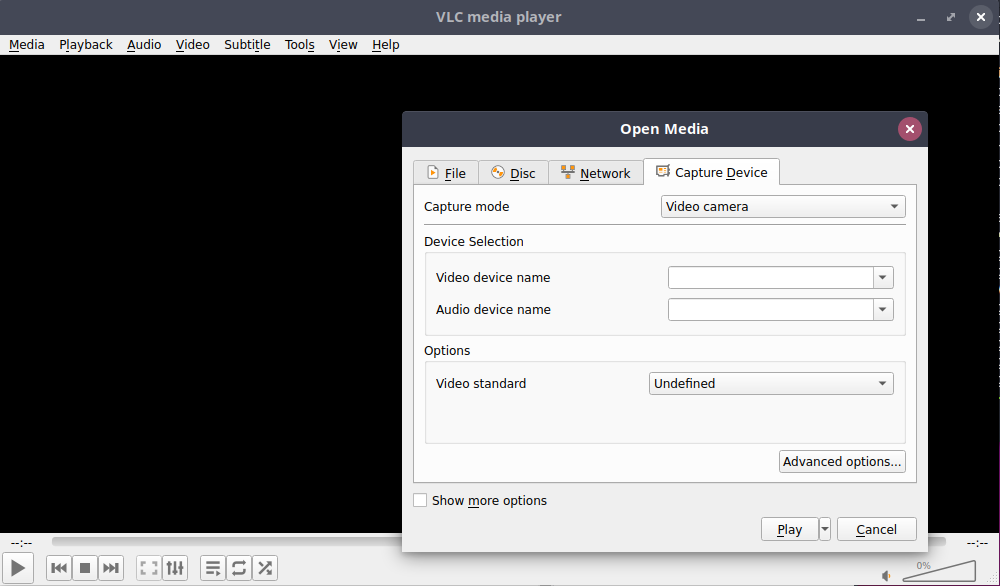 VLC media player
Media Playback Audio Video Subtitle Tools View Help
Open Media
File Disc Network Capture Device
Capture mode Video camera
Device Selection
Video device name
Audio device name
Options
Video standard Undefined
Advanced options...
Show more options
Play Cancel
--:-- --:--
0%